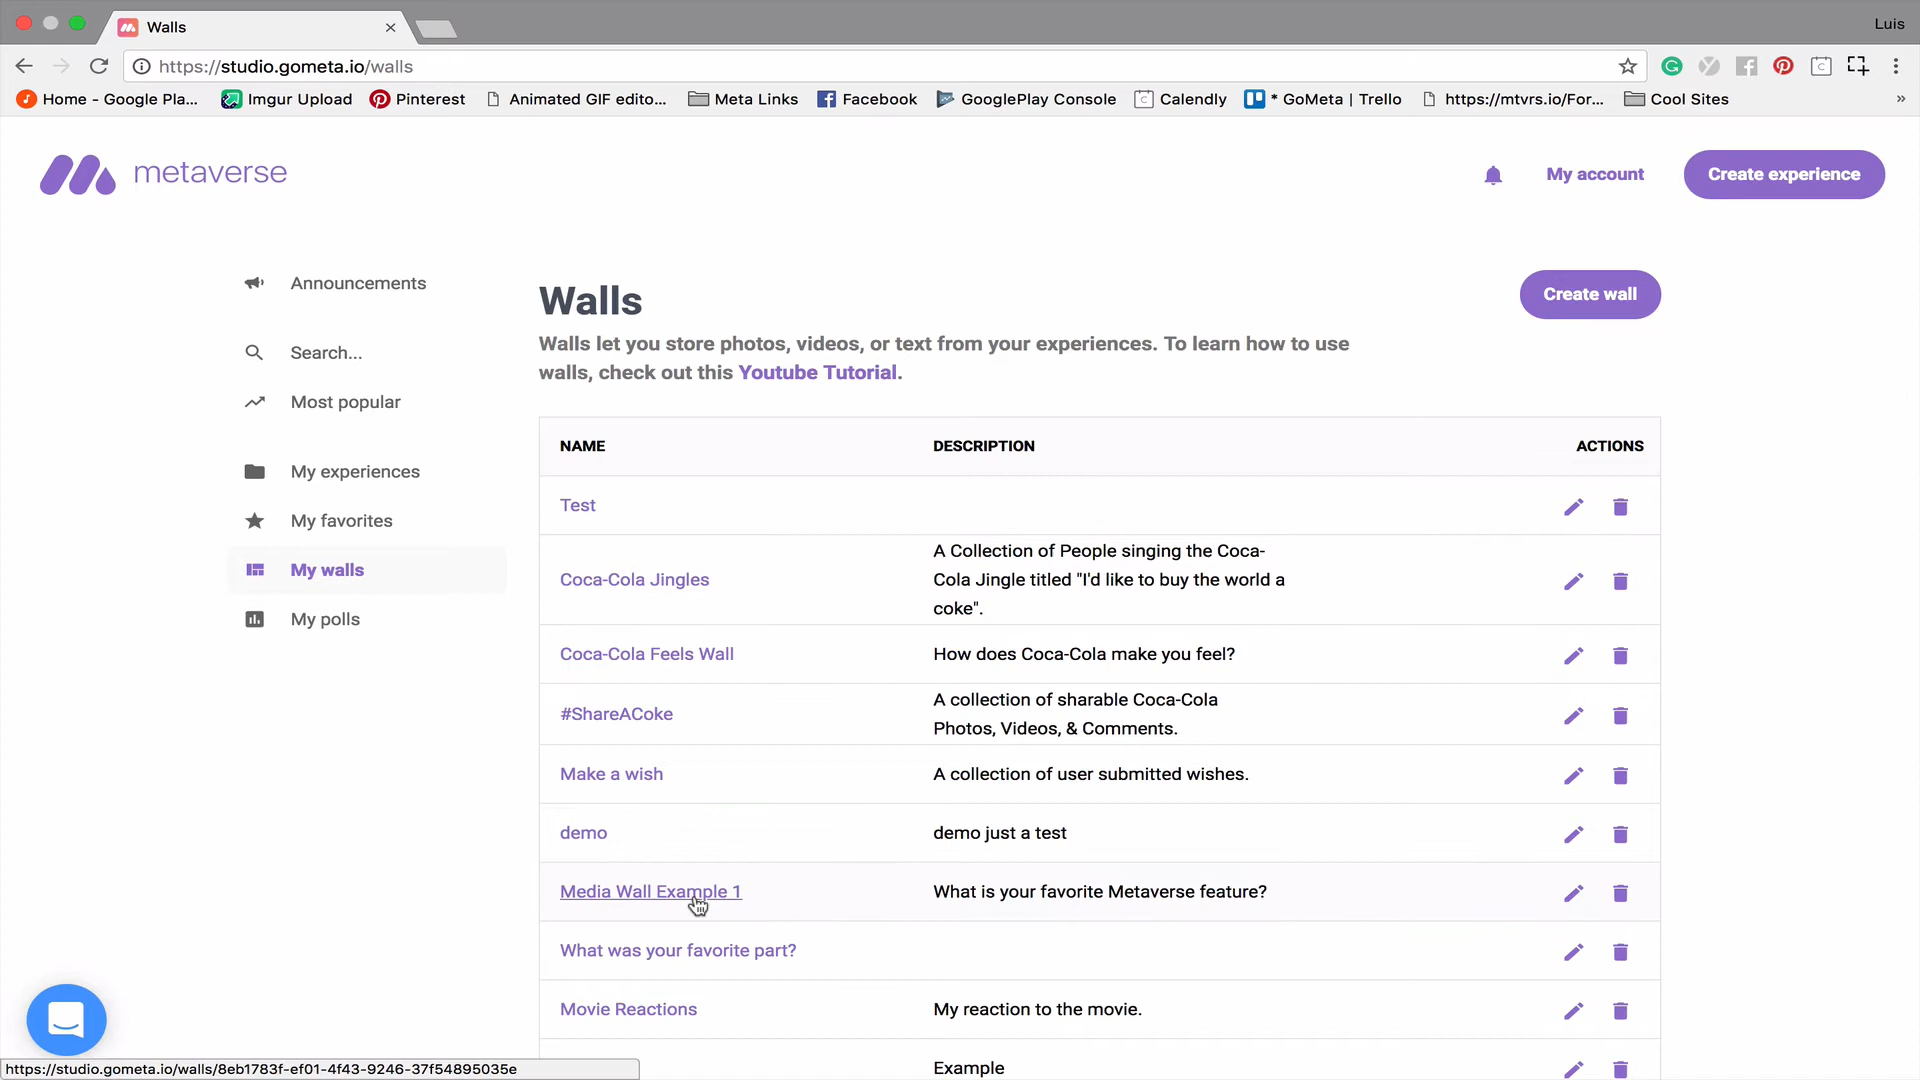 Walls
Luis
https://studio.gometa.io/walls
Home - Google Pla...
Imgur Upload
Pinterest
Animated GIF edito...
Meta Links
Facebook
GooglePlay Console
Calendly
* GoMeta | Trello
https://mtvrs.io/For...
Cool Sites
»
metaverse
My account
Create experience
Announcements
Search...
Most popular
My experiences
My favorites
My walls
My polls
Walls
Create wall
Walls let you store photos, videos, or text from your experiences. To learn how to use
walls, check out this Youtube Tutorial.
NAME DESCRIPTION ACTIONS
Test
Coca-Cola Jingles
A Collection of People singing the Coca-
Cola Jingle titled "I'd like to buy the world a
coke".
Coca-Cola Feels Wall
How does Coca-Cola make you feel?
#ShareACoke
A collection of sharable Coca-Cola
Photos, Videos, & Comments.
Make a wish
A collection of user submitted wishes.
demo
demo just a test
Media Wall Example 1
What is your favorite Metaverse feature?
What was your favorite part?
Movie Reactions
My reaction to the movie.
Example
https://studio.gometa.io/walls/8eb1783f-ef01-4f43-9246-37f54895035e